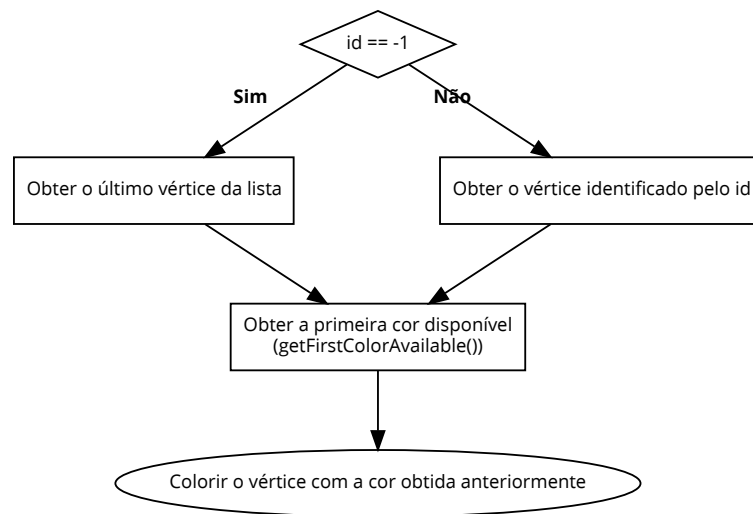 id == -1
Sim
Não
Obter o último vértice da lista
Obter o vértice identificado pelo id
Obter a primeira cor disponível
(getFirstColorAvailable())
Colorir o vértice com a cor obtida anteriormente